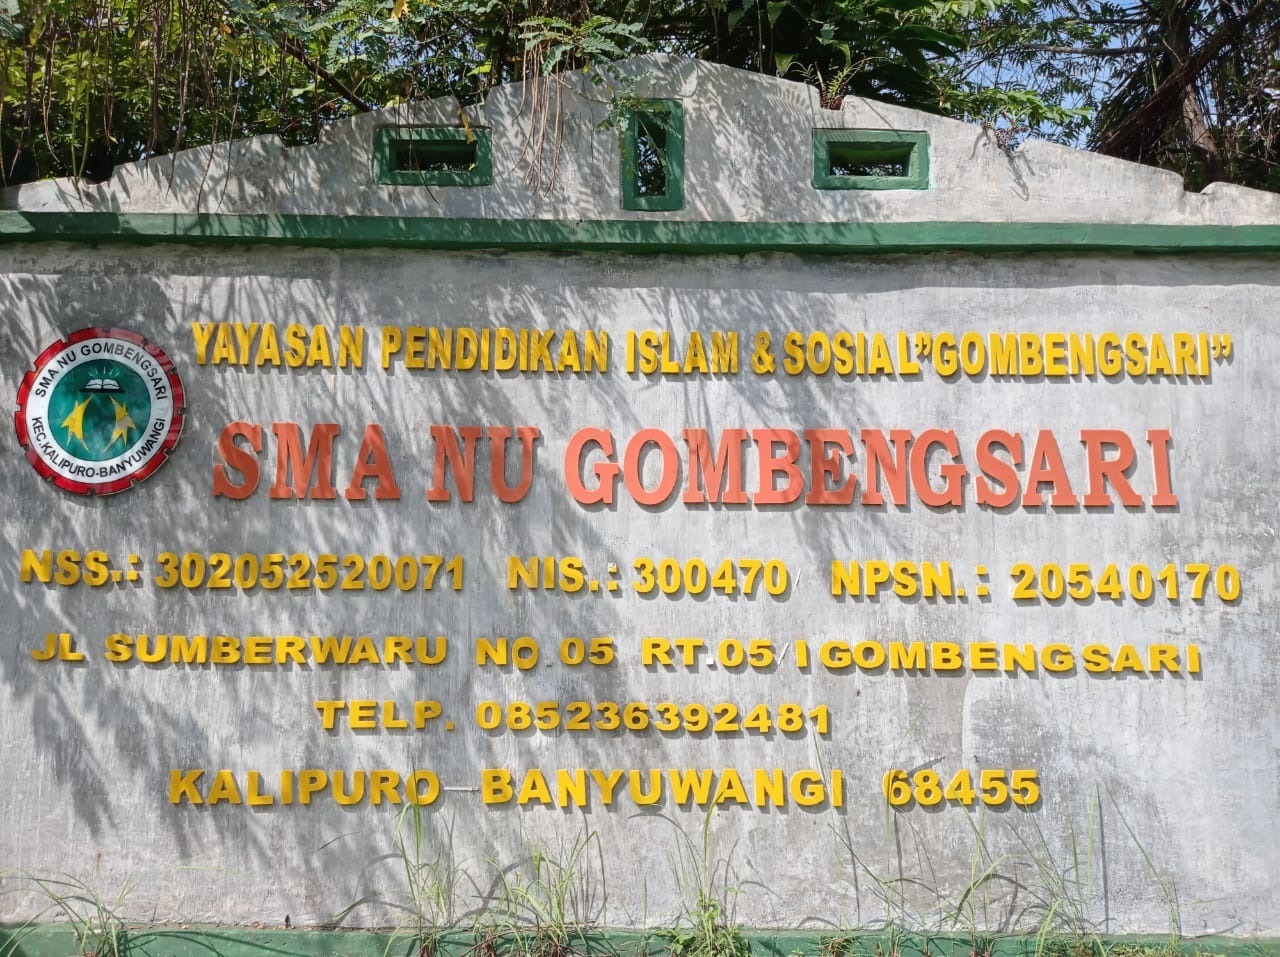 YAYASAN PENDIDIKAN ISLAM & SOSIAL"GOMBENGSARI"
SMA NU GOMBENGSARI
KEC.KALIPURO-BANYUWANGI
SMA NU GOMBENGSARI
NSS.: 302052520071 NIS.: 300470 NPSN.: 20540170
JL SUMBERWARU NO.05 RT.05/I GOMBENGSARI
TELP. 085236392481
KALIPURO-BANYUWANGI 68455